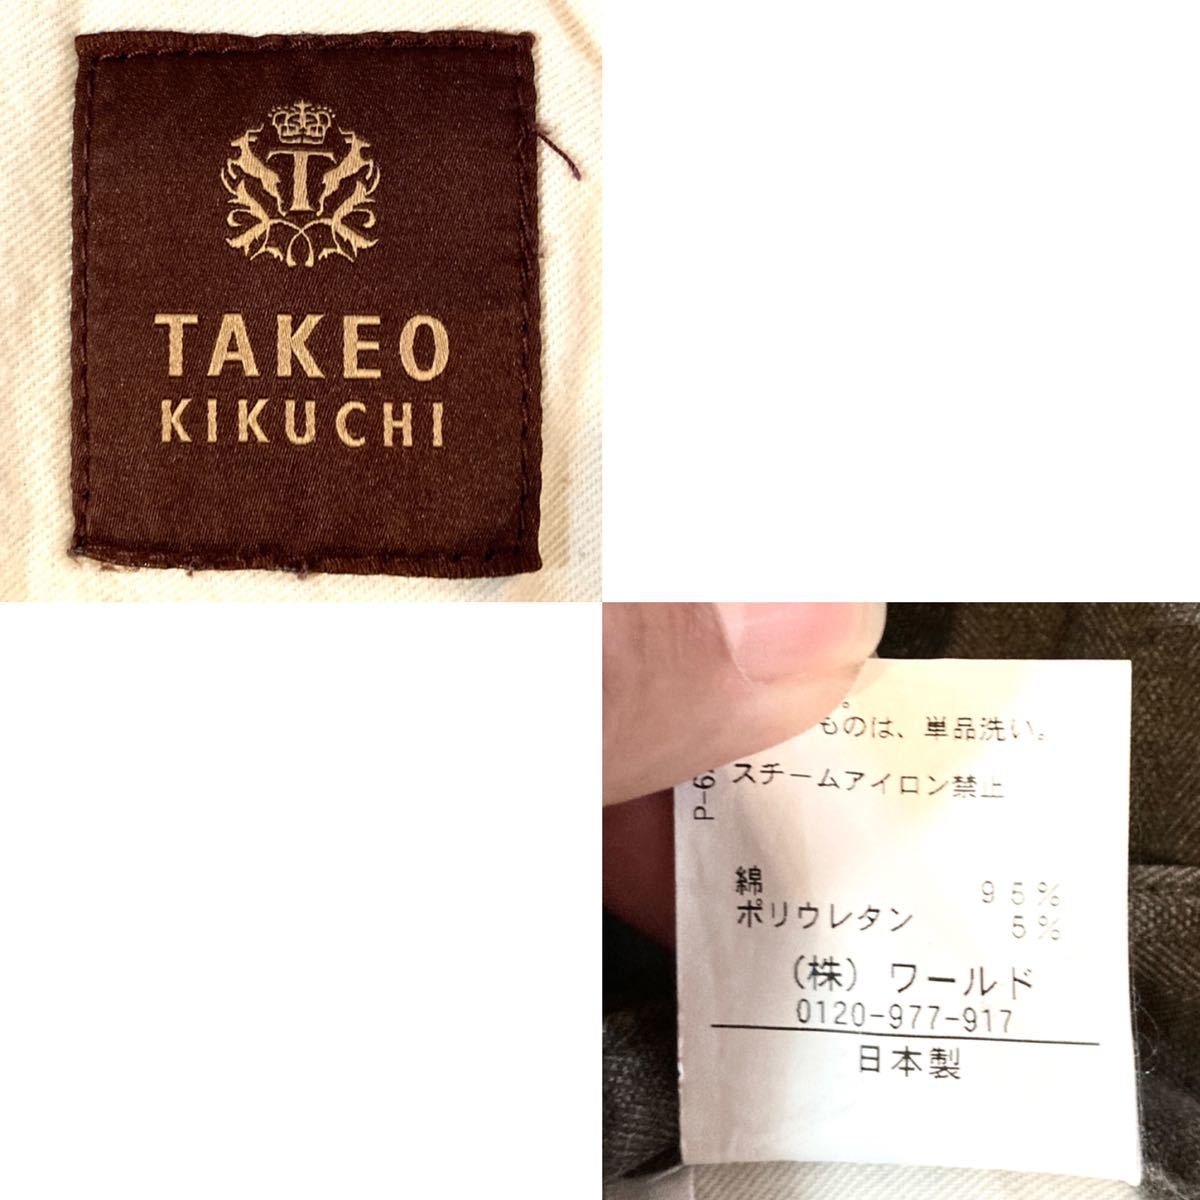 T
TAKEO
KIKUCHI
。
ものは、単品洗い。
スチームアイロン禁止
P-6
綿 95%
ポリウレタン 5%
(株) ワールド
0120-977-917
日本製